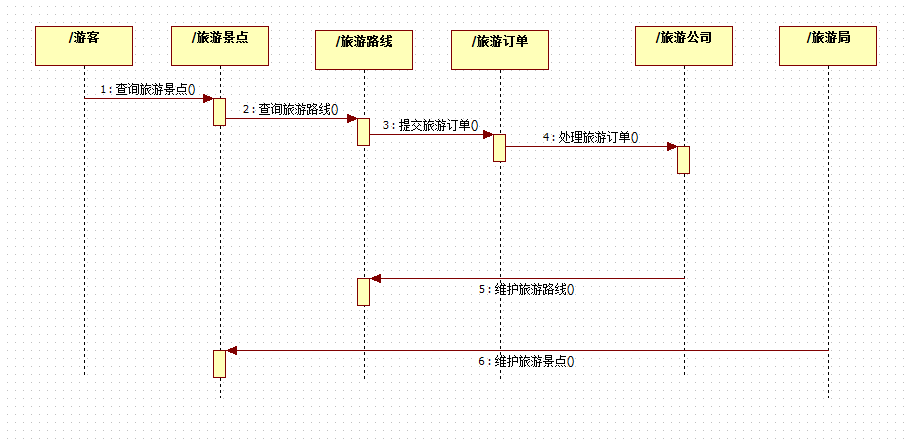 /游客
/旅游景点
/旅游路线
/旅游订单
/旅游公司
/旅游局
1 : 查询旅游景点()
2 : 查询旅游路线()
3 : 提交旅游订单()
4 : 处理旅游订单()
5 : 维护旅游路线()
6 : 维护旅游景点()